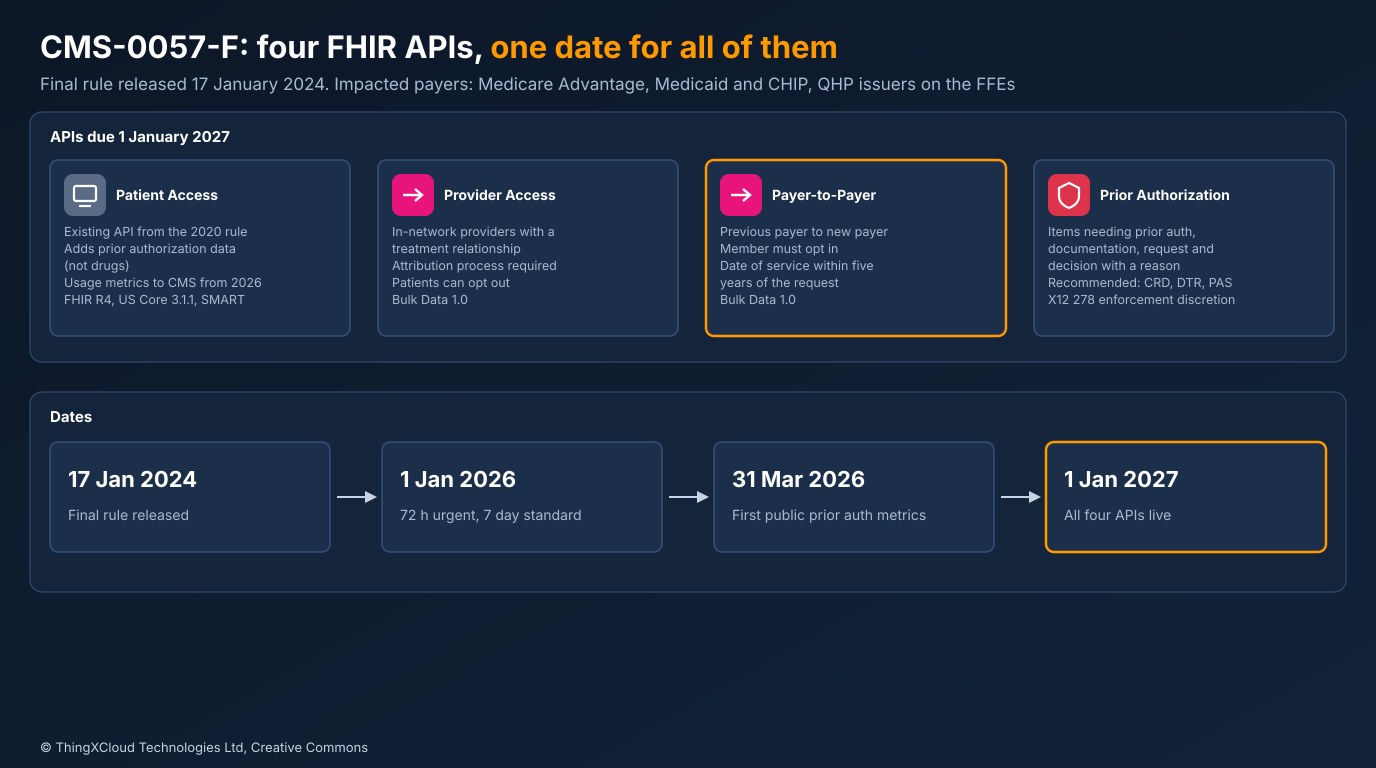 CMS-0057-F: four FHIR APIs, one date for all of them
Final rule released 17 January 2024. Impacted payers: Medicare Advantage, Medicaid and CHIP, QHP issuers on the FFEs
APIs due 1 January 2027
Patient Access
Existing API from the 2020 rule
Adds prior authorization data
(not drugs)
Usage metrics to CMS from 2026
FHIR R4, US Core 3.1.1, SMART
Provider Access
In-network providers with a
treatment relationship
Attribution process required
Patients can opt out
Bulk Data 1.0
Payer-to-Payer
Previous payer to new payer
Member must opt in
Date of service within five
years of the request
Bulk Data 1.0
Prior Authorization
Items needing prior auth,
documentation, request and
decision with a reason
Recommended: CRD, DTR, PAS
X12 278 enforcement discretion
Dates
17 Jan 2024
Final rule released
1 Jan 2026
72 h urgent, 7 day standard
31 Mar 2026
First public prior auth metrics
1 Jan 2027
All four APIs live
© ThingXCloud Technologies Ltd, Creative Commons